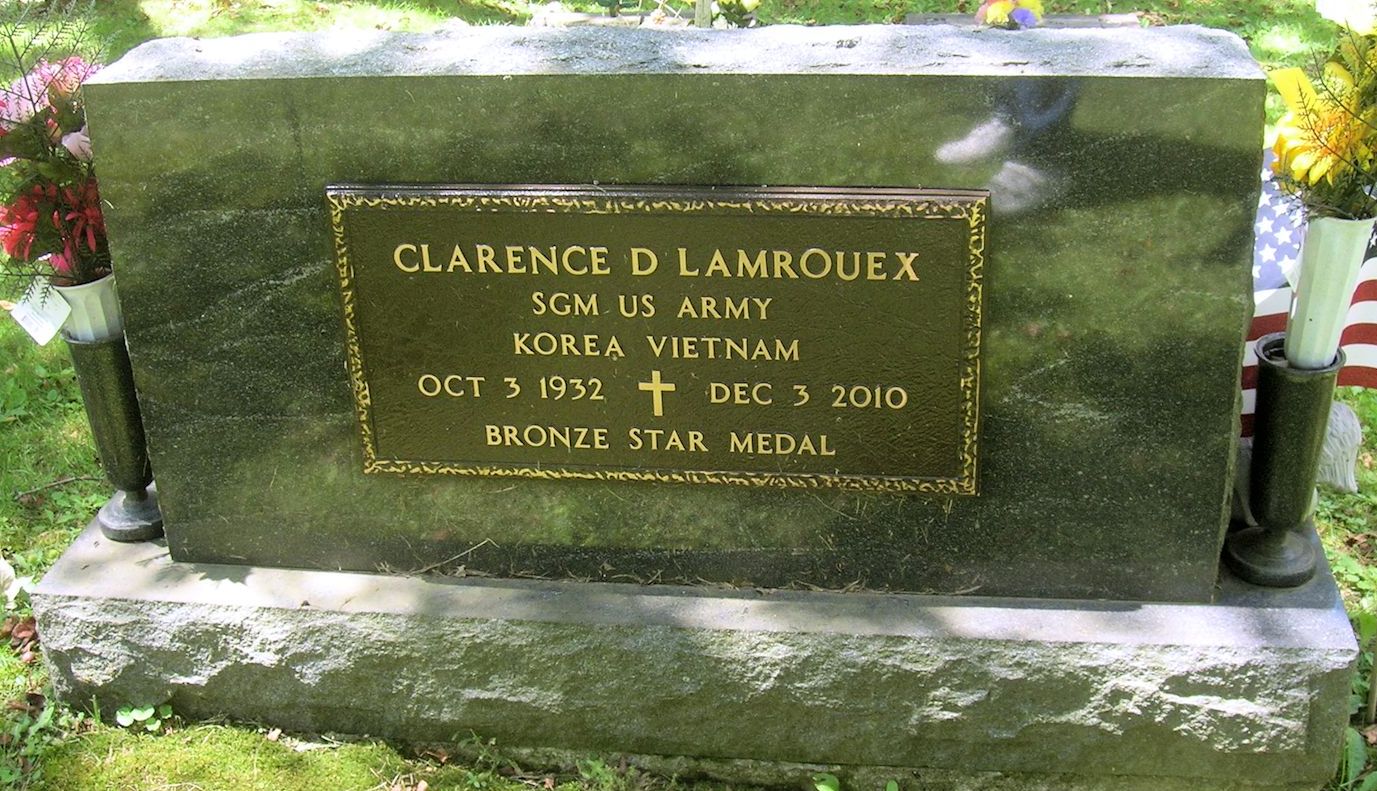 CLARENCE D LAMROUEX
SGM US ARMY
KOREA VIETNAM
OCT 3 1932 DEC 3 2010
BRONZE STAR MEDAL